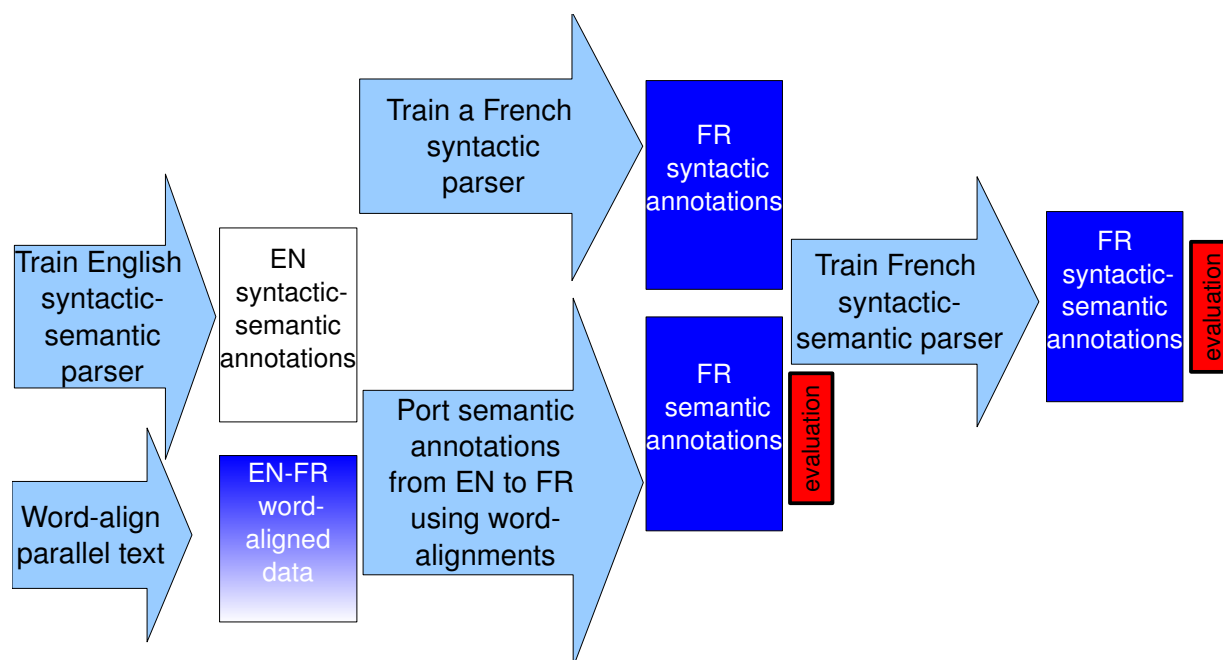 Train English
syntactic-
semantic
parser
Word-align
parallel text
EN
syntactic-
semantic
annotations
EN-FR
word-
aligned
data
Train a French
syntactic
parser
Port semantic
annotations
from EN to FR
using word-
alignments
FR
syntactic
annotations
FR
semantic
annotations
evaluation
Train French
syntactic-
semantic parser
FR
syntactic-
semantic
annotations
evaluation